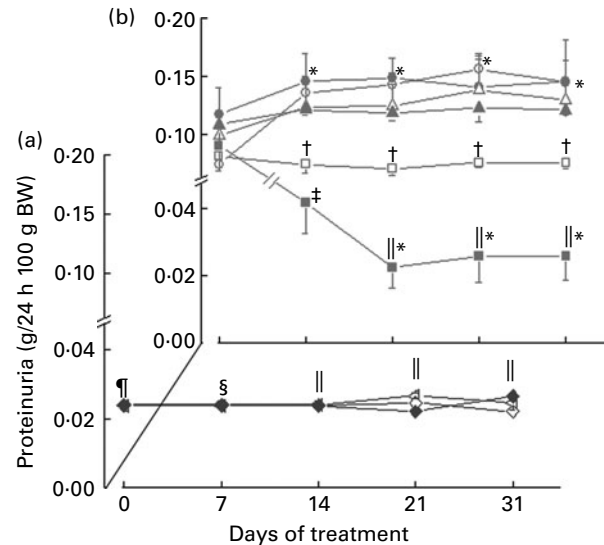 (b)
0·20
0·15
0·10
0·04
0·02
0·00
* * * *
† † † †
‡ ||* ||* ||*
(a)
0·20
0·15
0·10
0·04
0·02
0·00
¶ § || || ||
Proteinuria (g/24 h 100 g BW)
0 7 14 21 31
Days of treatment